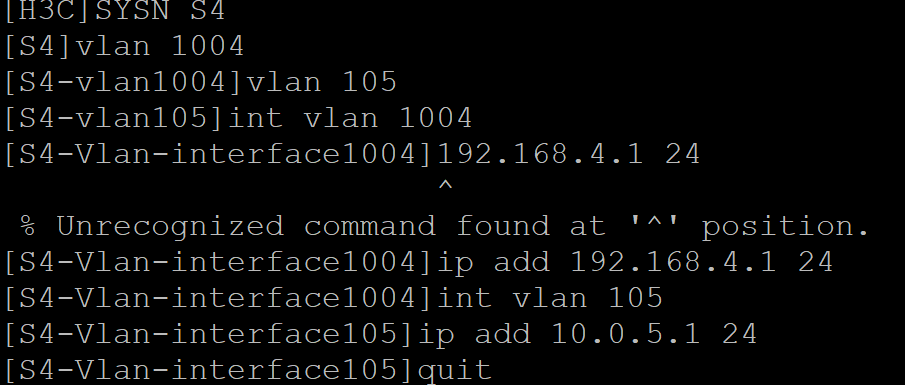 [H3C]SYSN S4
[S4]vlan 1004
[S4-vlan1004]vlan 105
[S4-vlan105]int vlan 1004
[S4-Vlan-interface1004]192.168.4.1 24
^
% Unrecognized command found at '^' position.
[S4-Vlan-interface1004]ip add 192.168.4.1 24
[S4-Vlan-interface1004]int vlan 105
[S4-Vlan-interface105]ip add 10.0.5.1 24
[S4-Vlan-interface105]quit